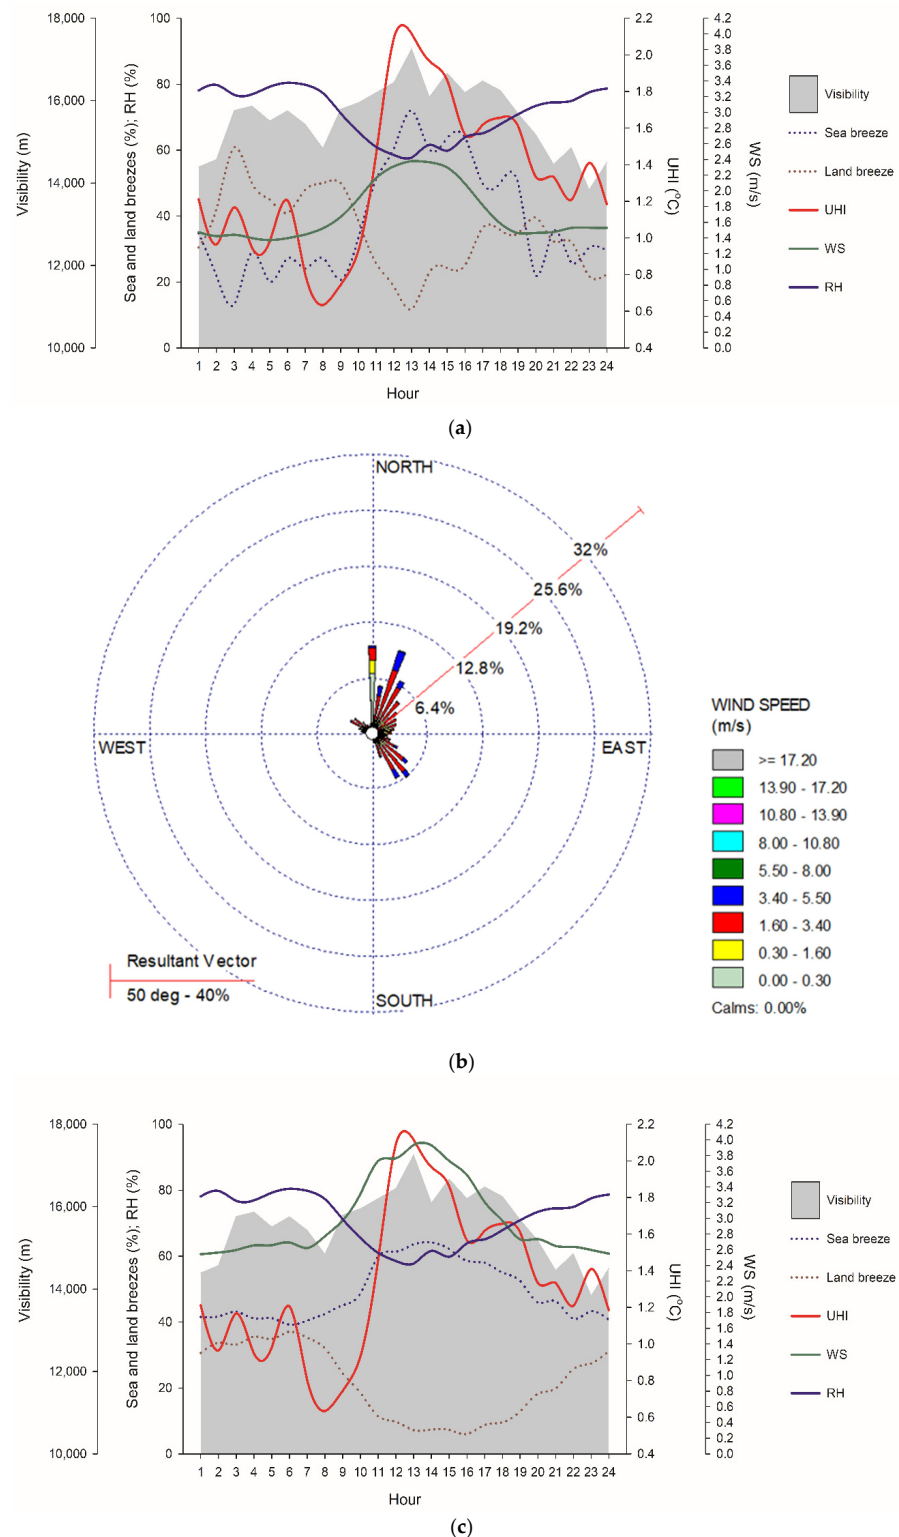 18,000
16,000
14,000
12,000
10,000
Visibility (m)
100
80
60
40
20
0
Sea and land breezes (%); RH (%)
2.2
2.0
1.8
1.6
1.4
1.2
1.0
0.8
0.6
0.4
UHI (°C)
4.2
4.0
3.8
3.6
3.4
3.2
3.0
2.8
2.6
2.4
2.2
2.0
1.8
1.6
1.4
1.2
1.0
0.8
0.6
0.4
0.2
0.0
WS (m/s)
1 2 3 4 5 6 7 8 9 10 11 12 13 14 15 16 17 18 19 20 21 22 23 24
Hour
Visibility
Sea breeze
Land breeze
UHI
WS
RH
(a)
NORTH
32%
25.6%
19.2%
12.8%
6.4%
WEST
EAST
SOUTH
Resultant Vector
50 deg - 40%
WIND SPEED
(m/s)
>= 17.20
13.90 - 17.20
10.80 - 13.90
8.00 - 10.80
5.50 - 8.00
3.40 - 5.50
1.60 - 3.40
0.30 - 1.60
0.00 - 0.30
Calms: 0.00%
(b)
18,000
16,000
14,000
12,000
10,000
Visibility (m)
100
80
60
40
20
0
Sea and land breezes (%); RH (%)
2.2
2.0
1.8
1.6
1.4
1.2
1.0
0.8
0.6
0.4
UHI (°C)
4.2
4.0
3.8
3.6
3.4
3.2
3.0
2.8
2.6
2.4
2.2
2.0
1.8
1.6
1.4
1.2
1.0
0.8
0.6
0.4
0.2
0.0
WS (m/s)
1 2 3 4 5 6 7 8 9 10 11 12 13 14 15 16 17 18 19 20 21 22 23 24
Hour
Visibility
Sea breeze
Land breeze
UHI
WS
RH
(c)